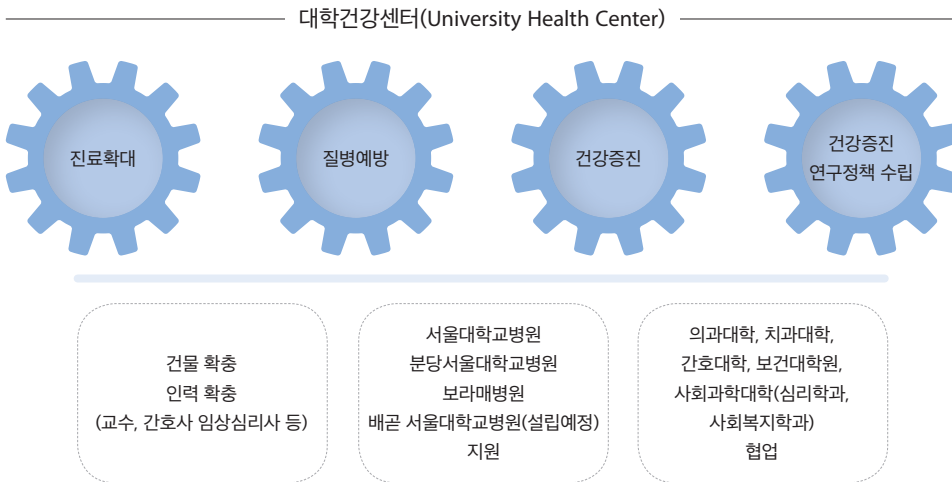 대학건강센터(University Health Center)
진료확대
질병예방
건강증진
건강증진
연구정책 수립
건물 확충
인력 확충
(교수, 간호사 임상심리사 등)
서울대학교병원
분당서울대학교병원
보라매병원
배곧 서울대학교병원(설립예정)
지원
의과대학, 치과대학,
간호대학, 보건대학원,
사회과학대학(심리학과,
사회복지학과)
협업